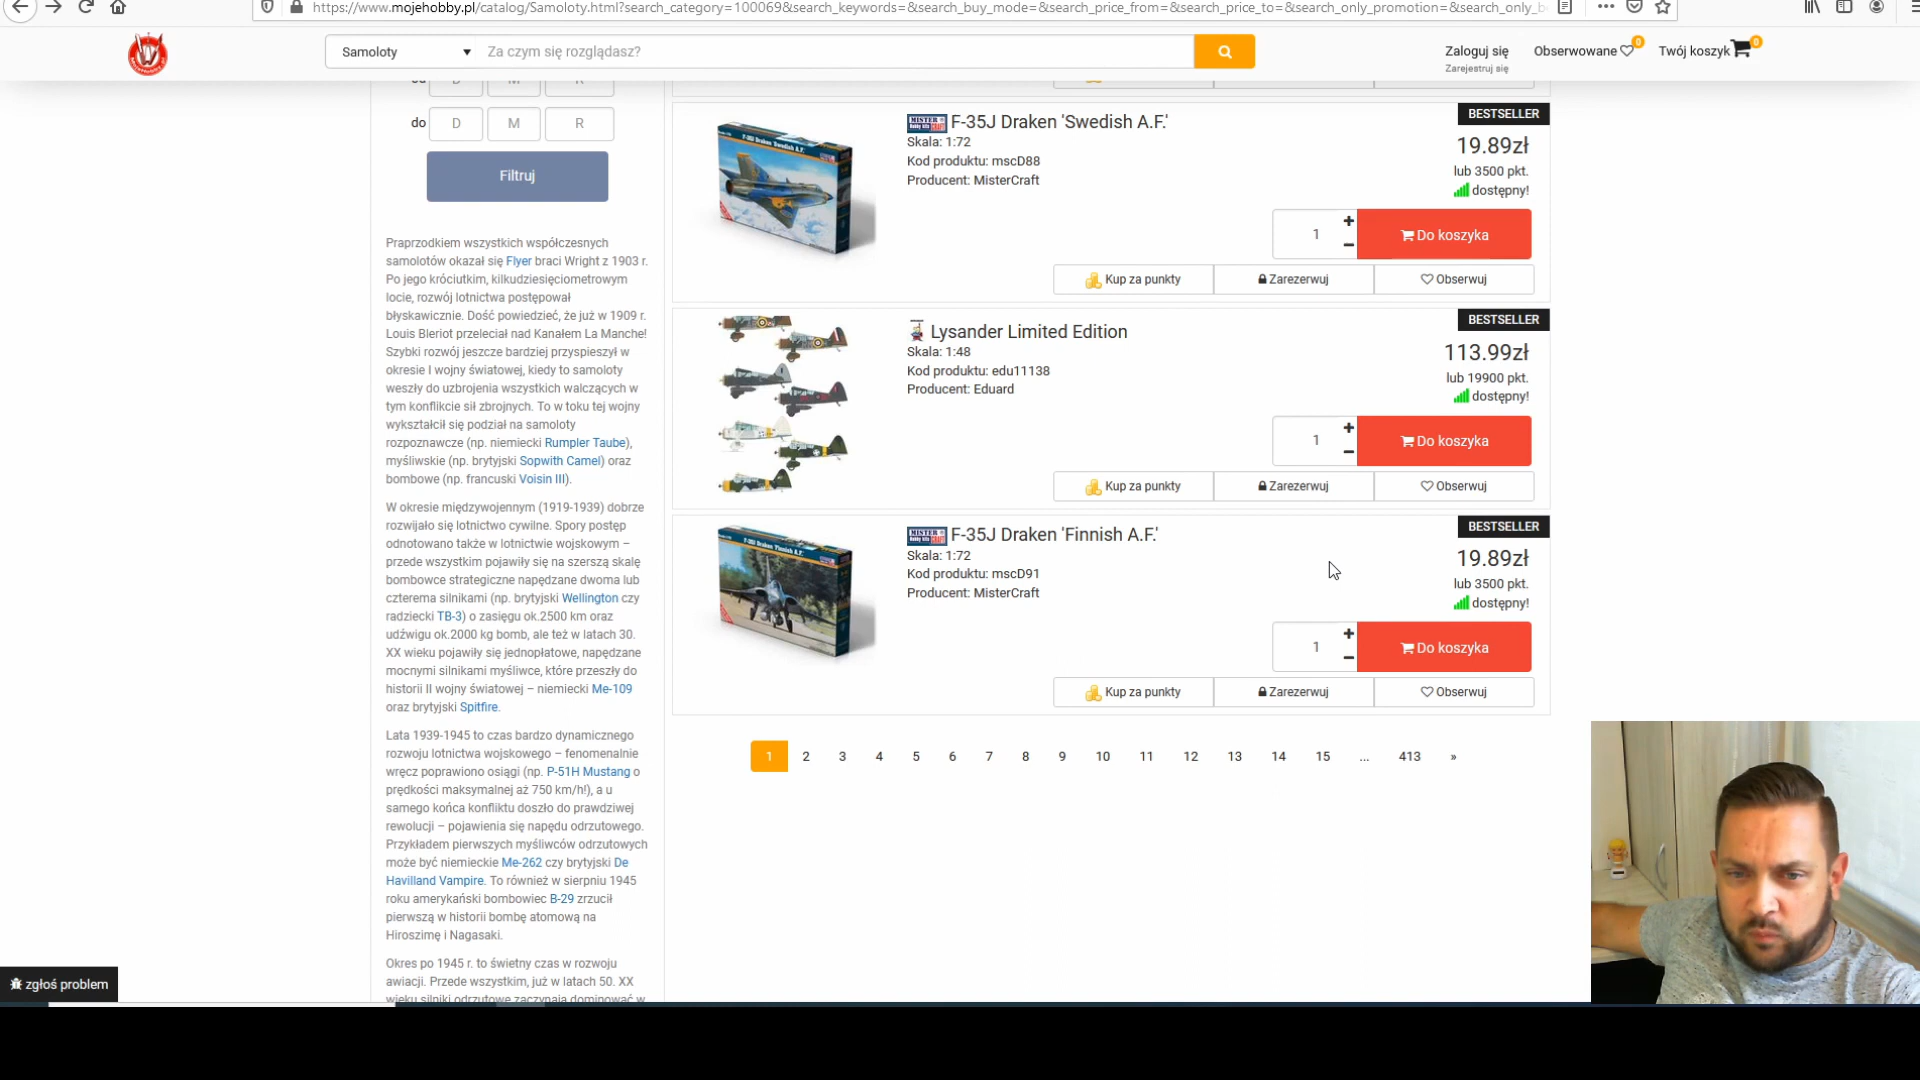 https://www.mojehobby.pl/catalog/Samoloty.html?search_category=100069&search_keywords=&search_buy_mode=&search_price_from=&search_price_to=&search_only_promotion=&search_only_b
Samoloty
Za czym się rozglądasz?
Zaloguj się
Zarejestruj się
Obserwowane 0
Twój koszyk 0
od D M R
do D M R
Filtruj
Praprzodkiem wszystkich współczesnych
samolotów okazał się Flyer braci Wright z 1903 r.
Po jego króciutkim, kilkudziesięciometrowym
locie, rozwój lotnictwa postępował
błyskawicznie. Dość powiedzieć, że już w 1909 r.
Louis Bleriot przeleciał nad Kanałem La Manche!
Szybki rozwój jeszcze bardziej przyspieszył w
okresie I wojny światowej, kiedy to samoloty
weszły do uzbrojenia wszystkich walczących w
tym konflikcie sił zbrojnych. To w toku tej wojny
wykształcił się podział na samoloty
rozpoznawcze (np. niemiecki Rumpler Taube),
myśliwskie (np. brytyjski Sopwith Camel) oraz
bombowe (np. francuski Voisin III).
W okresie międzywojennym (1919-1939) dobrze
rozwijało się lotnictwo cywilne. Spory postęp
odnotowano także w lotnictwie wojskowym –
przede wszystkim pojawiły się na szerszą skalę
bombowce strategiczne napędzane dwoma lub
czterema silnikami (np. brytyjski Wellington czy
radziecki TB-3) o zasięgu ok.2500 km oraz
udźwigu ok.2000 kg bomb, ale też w latach 30.
XX wieku pojawiły się jednopłatowe, napędzane
mocnymi silnikami myśliwce, które przeszły do
historii II wojny światowej – niemiecki Me-109
oraz brytyjski Spitfire.
Lata 1939-1945 to czas bardzo dynamicznego
rozwoju lotnictwa wojskowego – fenomenalnie
wręcz poprawiono osiągi (np. P-51H Mustang o
prędkości maksymalnej aż 750 km/h!), a u
samego końca konfliktu doszło do prawdziwej
rewolucji – pojawienia się napędu odrzutowego.
Przykładem pierwszych myśliwców odrzutowych
może być niemieckie Me-262 czy brytyjski De
Havilland Vampire. To również w sierpniu 1945
roku amerykański bombowiec B-29 zrzucił
pierwszą w historii bombę atomową na
Hiroszimę i Nagasaki.
Okres po 1945 r. to świetny czas w rozwoju
awiacji. Przede wszystkim, już w latach 50. XX
wieku silniki odrzutowe zaczynają dominować w
zgłoś problem
F-35J Draken 'Swedish A.F.'
Skala: 1:72
Kod produktu: mscD88
Producent: MisterCraft
BESTSELLER
19.89zł
lub 3500 pkt.
dostępny!
1 + −
Do koszyka
Kup za punkty
Zarezerwuj
Obserwuj
Lysander Limited Edition
Skala: 1:48
Kod produktu: edu11138
Producent: Eduard
BESTSELLER
113.99zł
lub 19900 pkt.
dostępny!
1 + −
Do koszyka
Kup za punkty
Zarezerwuj
Obserwuj
F-35J Draken 'Finnish A.F.'
Skala: 1:72
Kod produktu: mscD91
Producent: MisterCraft
BESTSELLER
19.89zł
lub 3500 pkt.
dostępny!
1 + −
Do koszyka
Kup za punkty
Zarezerwuj
Obserwuj
1 2 3 4 5 6 7 8 9 10 11 12 13 14 15 ... 413 »